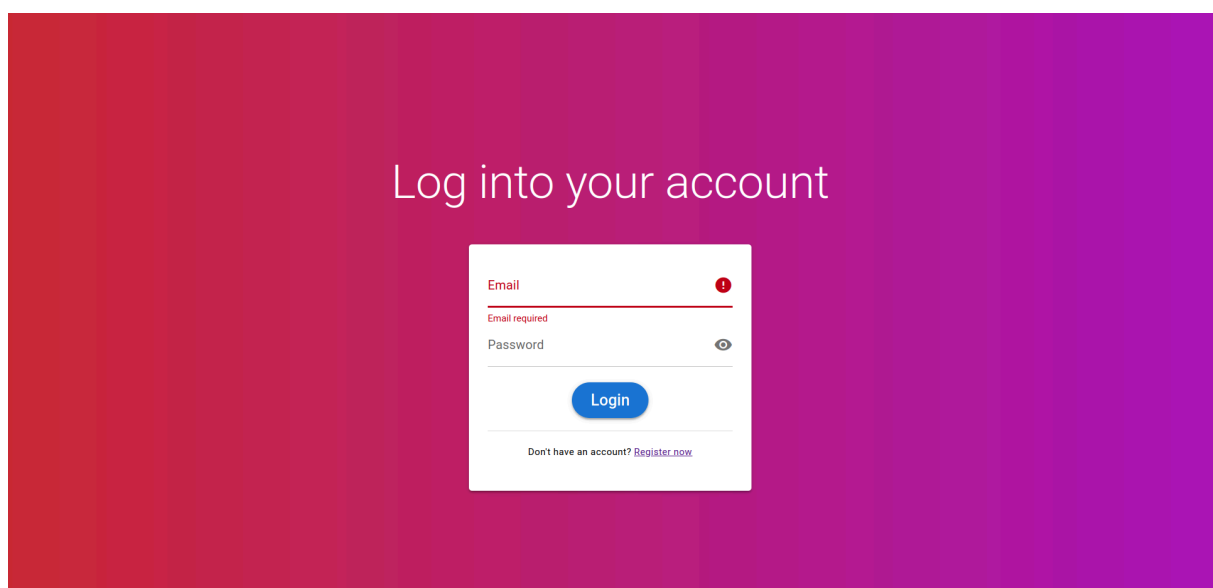 Log into your account
Email
Email required
Password
Login
Don't have an account? Register now